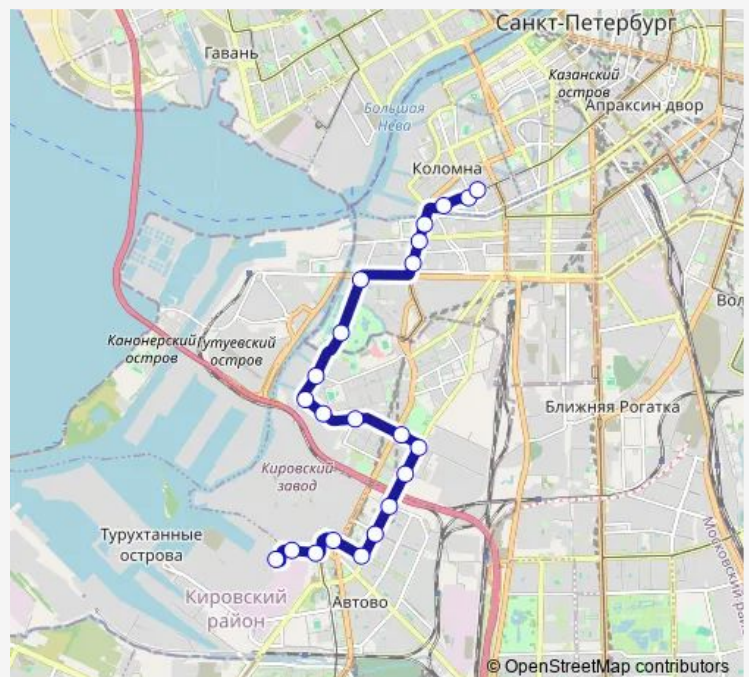 Санкт-Петербург
Гавань
Казанский
остров
Апраксин двор
Большая
Нева
Коломна
Вол
Канонерский
остров
Гутуевский
остров
Ближняя Рогатка
Кировский
завод
Турухтанные
острова
Московский рай
Кировский
район
Автово
© OpenStreetMap contributors